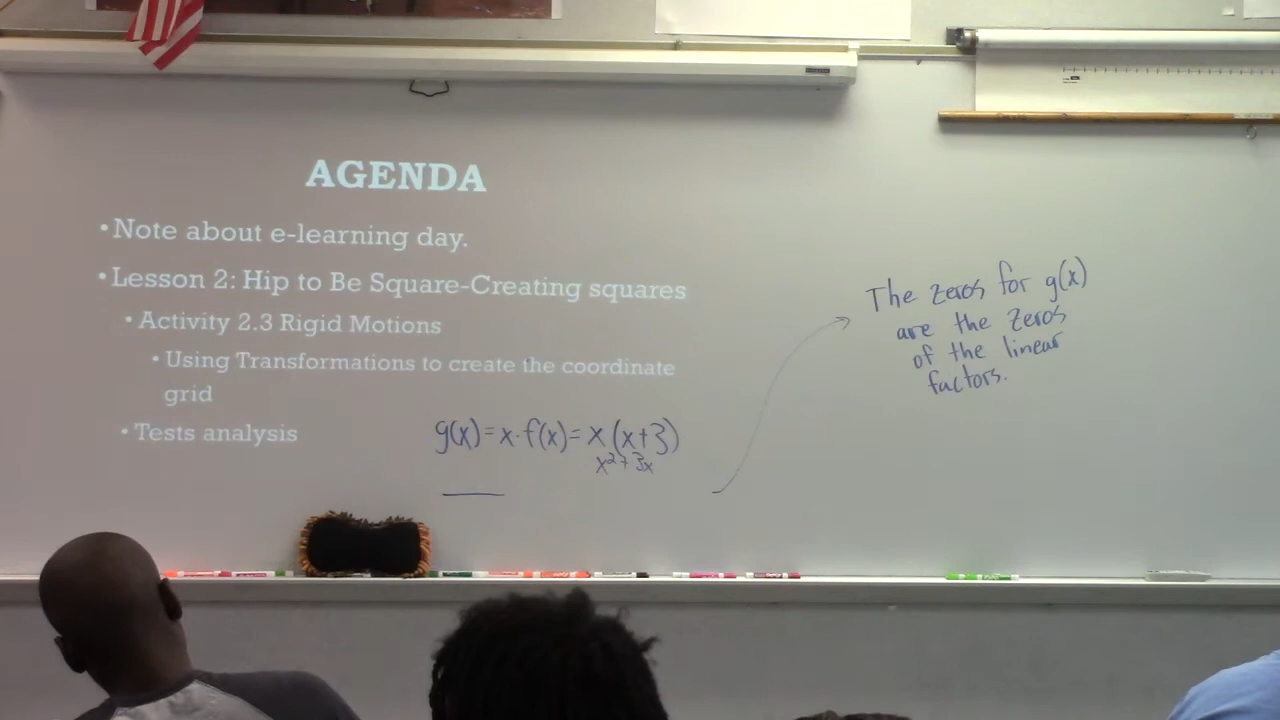 AGENDA
• Note about e-learning day.
• Lesson 2: Hip to Be Square-Creating squares
• Activity 2.3 Rigid Motions
• Using Transformations to create the coordinate
grid
• Tests analysis
g(x) = x · f(x) = x (x+3)
x² + 3x
The zeros for g(x)
are the zeros
of the linear
factors.